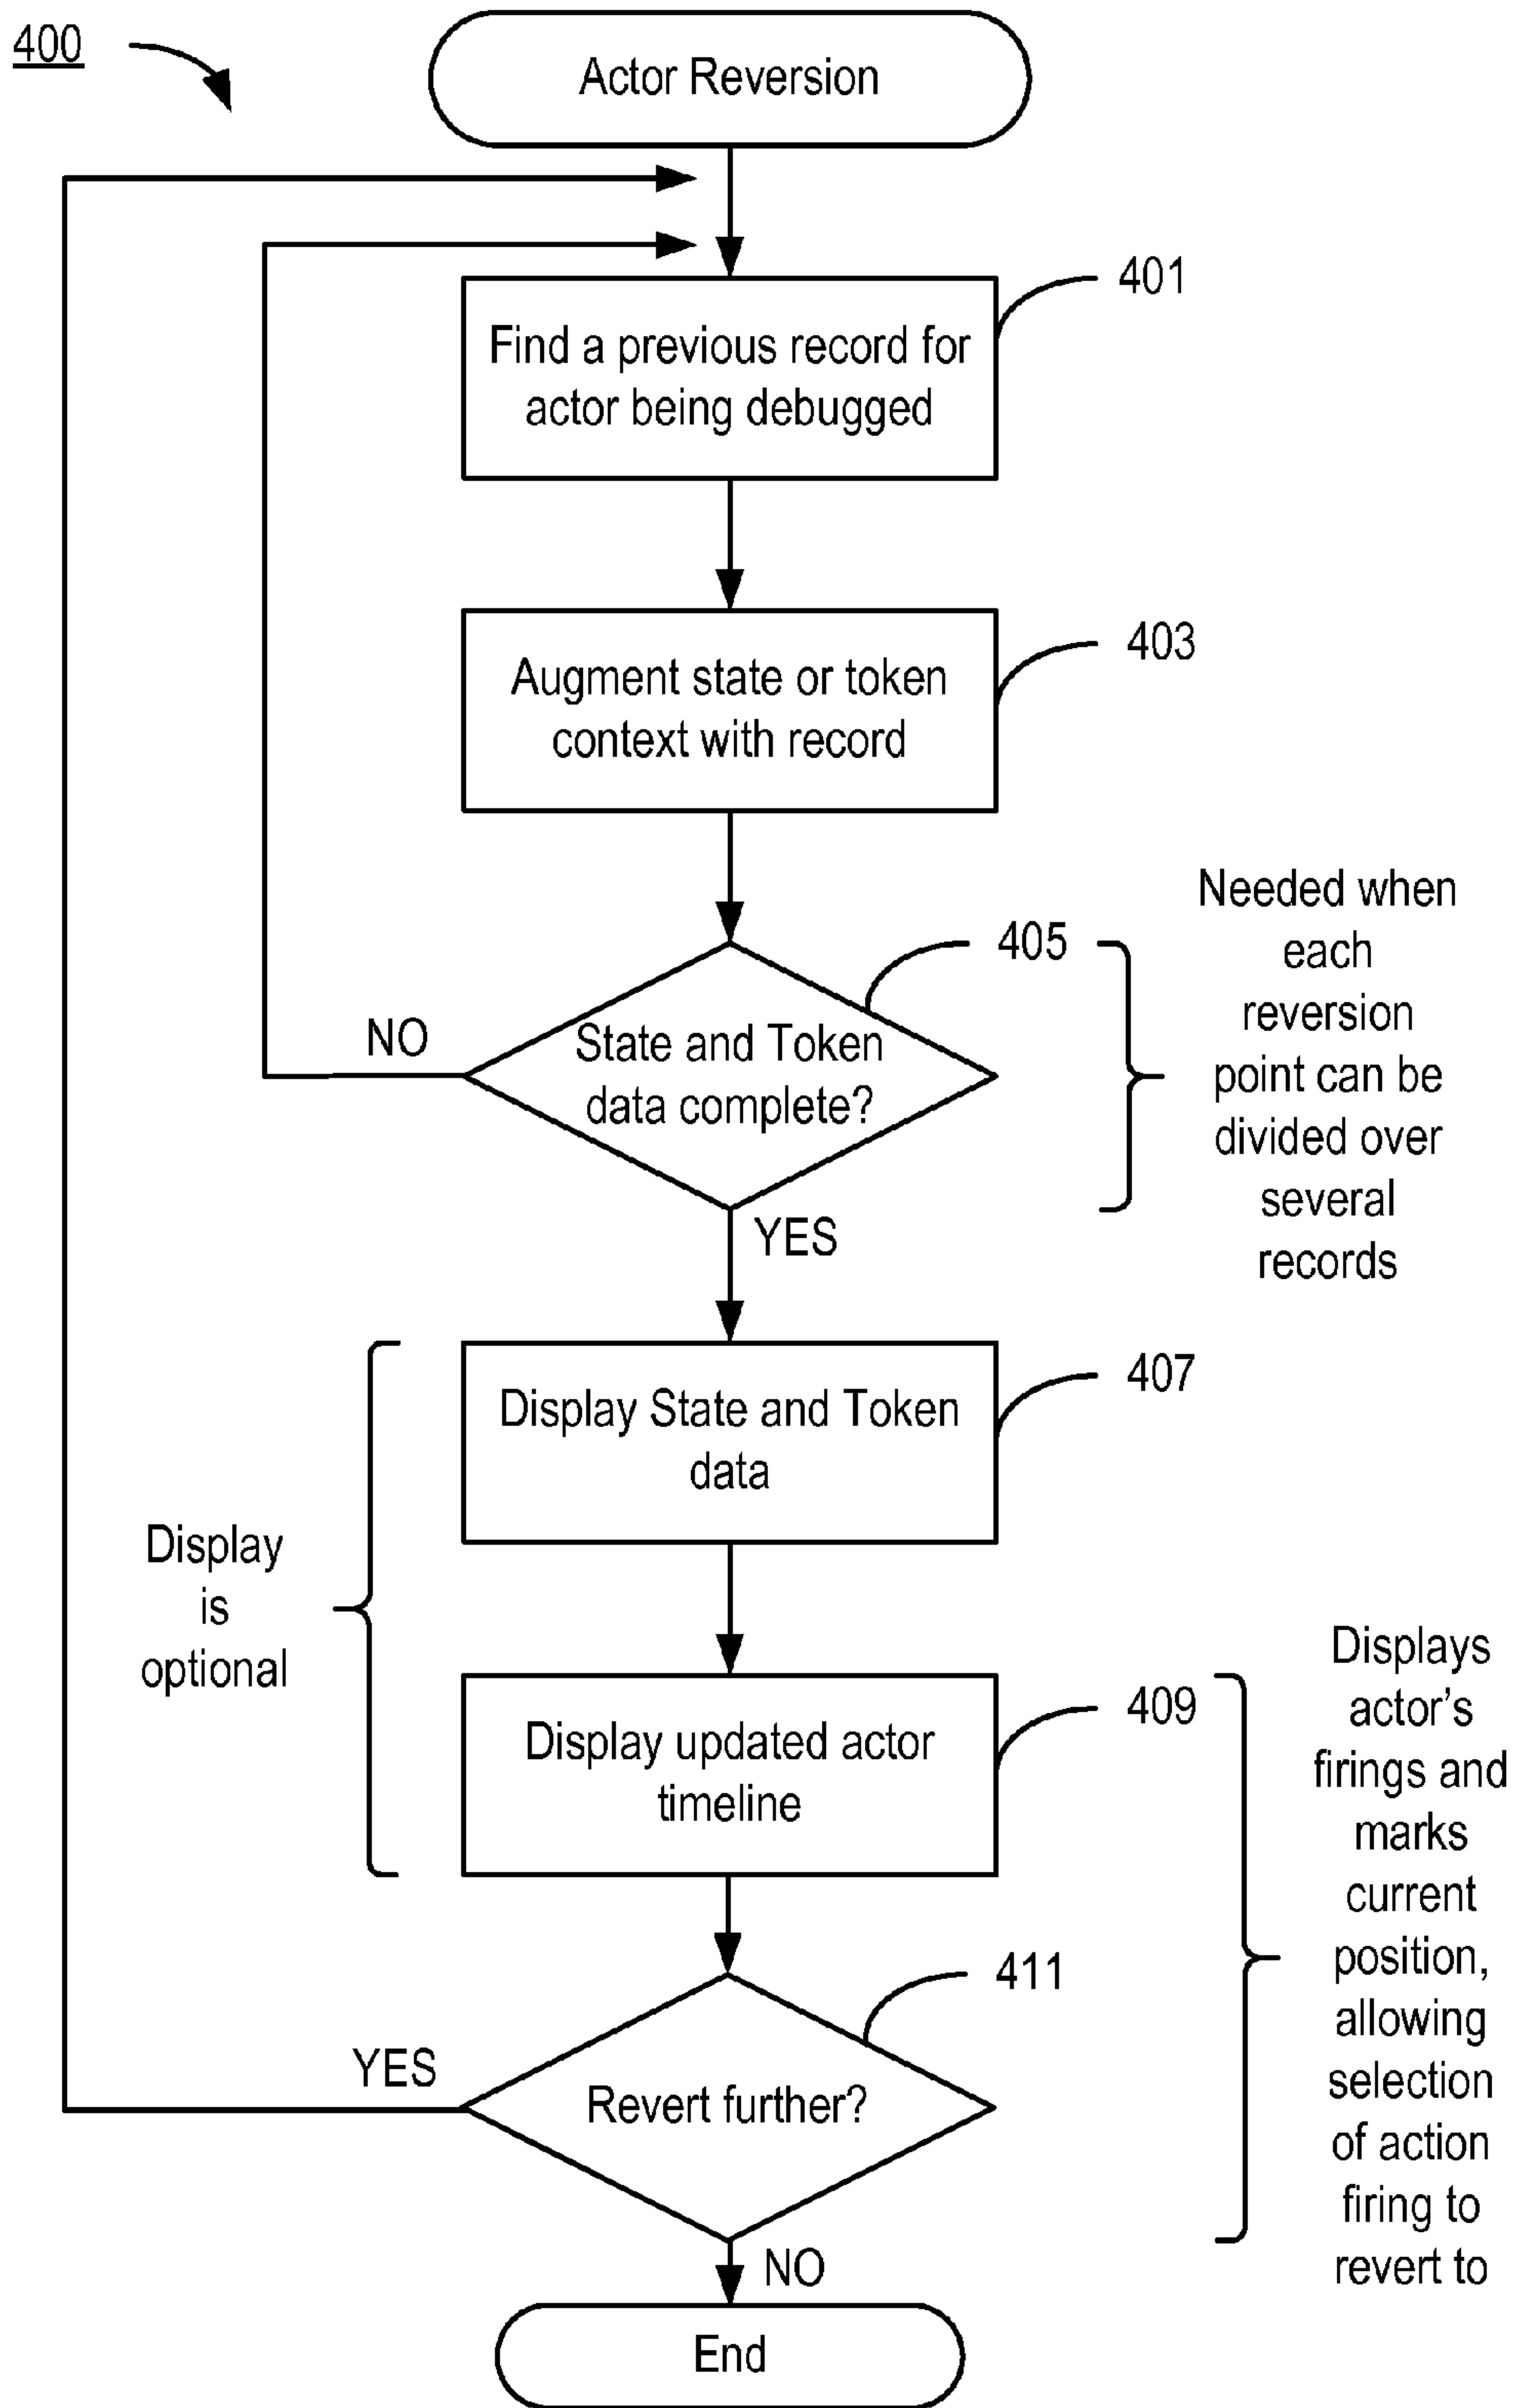 400
Actor Reversion
401
Find a previous record for
actor being debugged
403
Augment state or token
context with record
405
State and Token
data complete?
NO
YES
Needed when
each
reversion
point can be
divided over
several
records
407
Display State and Token
data
Display
is
optional
409
Display updated actor
timeline
Displays
actor’s
firings and
marks
current
position,
allowing
selection
of action
firing to
revert to
411
Revert further?
YES
NO
End